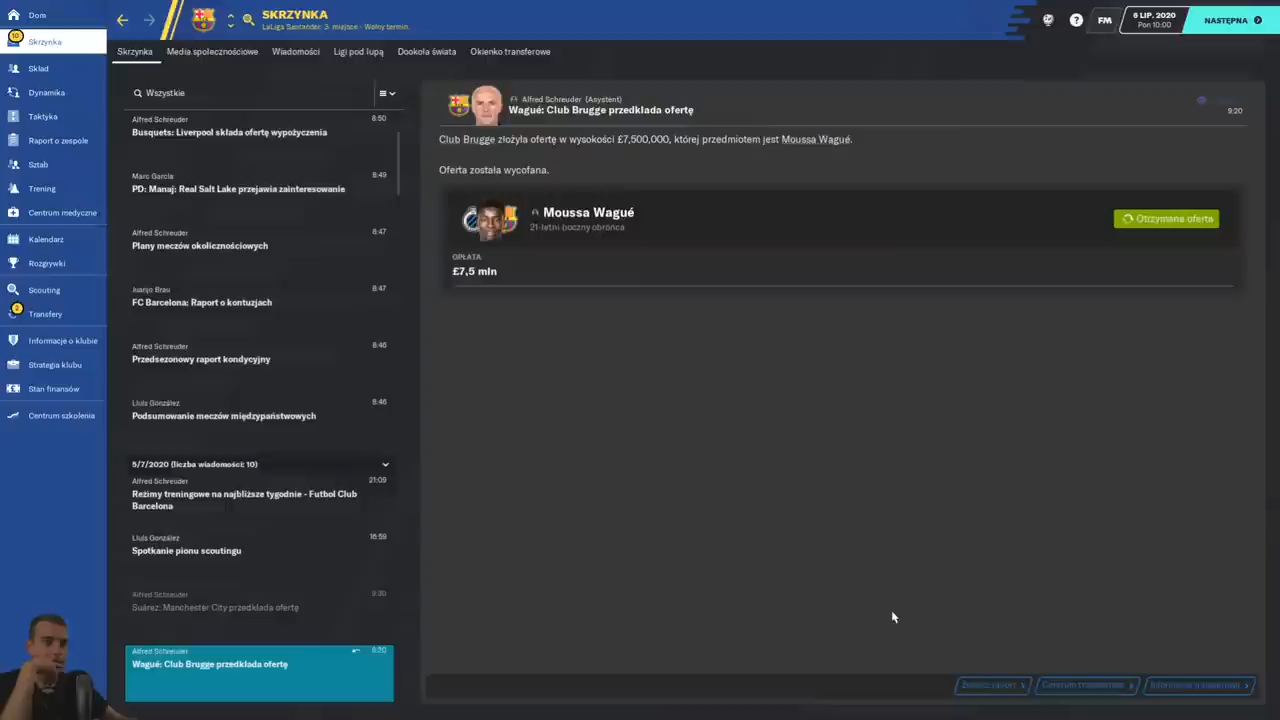 Dom
SKRZYNKA
LaLiga Santander: 3. miejsce - Wolny termin.
FM
6 LIP. 2020
Pon 10:00
NASTĘPNA
10
Skrzynka
Skład
Dynamika
Taktyka
Raport o zespole
Sztab
Trening
Centrum medyczne
Kalendarz
Rozgrywki
Scouting
2
Transfery
Informacje o klubie
Strategia klubu
Stan finansów
Centrum szkolenia
Skrzynka
Media społecznościowe
Wiadomości
Ligi pod lupą
Dookoła świata
Okienko transferowe
Wszystkie
Alfred Schreuder 8:50
Busquets: Liverpool składa ofertę wypożyczenia
Marc García 8:49
PD: Manaj: Real Salt Lake przejawia zainteresowanie
Alfred Schreuder 8:47
Plany meczów okolicznościowych
Juanjo Brau 8:47
FC Barcelona: Raport o kontuzjach
Alfred Schreuder 8:46
Przedsezonowy raport kondycyjny
Lluís González 8:46
Podsumowanie meczów międzypaństwowych
5/7/2020 (liczba wiadomości: 10)
Alfred Schreuder 21:09
Reżimy treningowe na najbliższe tygodnie - Futbol Club
Barcelona
Lluís González 16:59
Spotkanie pionu scoutingu
Alfred Schreuder 9:30
Suárez: Manchester City przedkłada ofertę
Alfred Schreuder 9:20
Wagué: Club Brugge przedkłada ofertę
Alfred Schreuder (Asystent)
Wagué: Club Brugge przedkłada ofertę
9:20
Club Brugge złożyła ofertę w wysokości £7,500,000, której przedmiotem jest Moussa Wagué.
Oferta została wycofana.
Moussa Wagué
21-letni boczny obrońca
Otrzymana oferta
OPŁATA
£7,5 mln
Centrum transferowe